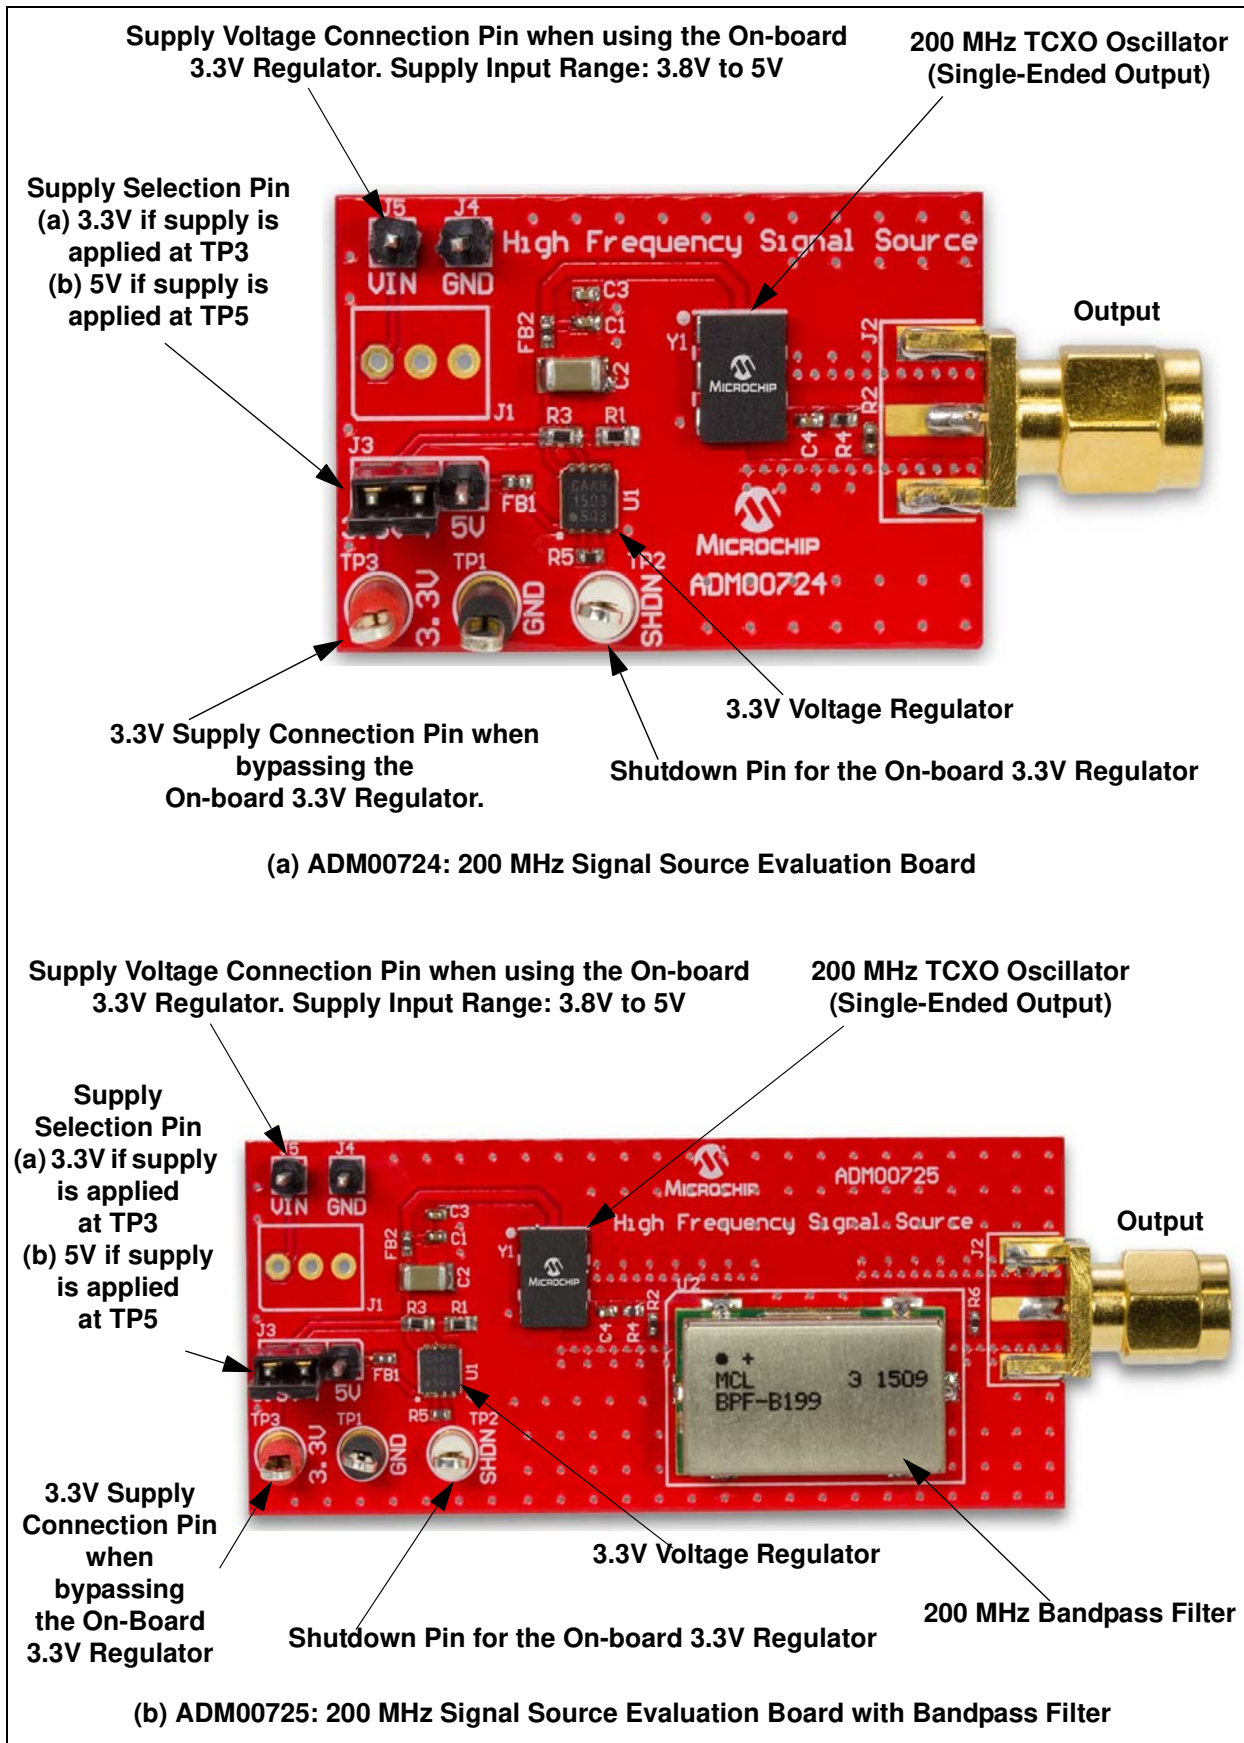 Supply Voltage Connection Pin when using the On-board
3.3V Regulator. Supply Input Range: 3.8V to 5V
200 MHz TCXO Oscillator
(Single-Ended Output)
Supply Selection Pin
(a) 3.3V if supply is
applied at TP3
(b) 5V if supply is
applied at TP5
J5
J4
High Frequency Signal Source
VIN
GND
C3
C1
FB2
C2
Y1
MICROCHIP
J2
Output
J1
R3
R1
R2
C4
R4
J3
5V
FB1
1503
U1
R5
MICROCHIP
ADM00724
TP3
3.3V
TP1
GND
TP2
SHDN
3.3V Voltage Regulator
3.3V Supply Connection Pin when
bypassing the
On-board 3.3V Regulator.
Shutdown Pin for the On-board 3.3V Regulator
(a) ADM00724: 200 MHz Signal Source Evaluation Board
Supply Voltage Connection Pin when using the On-board
3.3V Regulator. Supply Input Range: 3.8V to 5V
200 MHz TCXO Oscillator
(Single-Ended Output)
Supply
Selection Pin
(a) 3.3V if supply
is applied
at TP3
(b) 5V if supply
is applied
at TP5
J5
J4
VIN
GND
MICROCHIP
ADM00725
High Frequency Signal Source
C3
C1
FB2
C2
Y1
MICROCHIP
J2
Output
J1
R3
R1
C4
R4
R2
U2
R6
J3
5V
FB1
U1
R5
MCL 3 1509
BPF-B199
TP3
3.3V
TP1
GND
TP2
SHDN
3.3V Supply
Connection Pin
when
bypassing
the On-Board
3.3V Regulator
3.3V Voltage Regulator
Shutdown Pin for the On-board 3.3V Regulator
200 MHz Bandpass Filter
(b) ADM00725: 200 MHz Signal Source Evaluation Board with Bandpass Filter